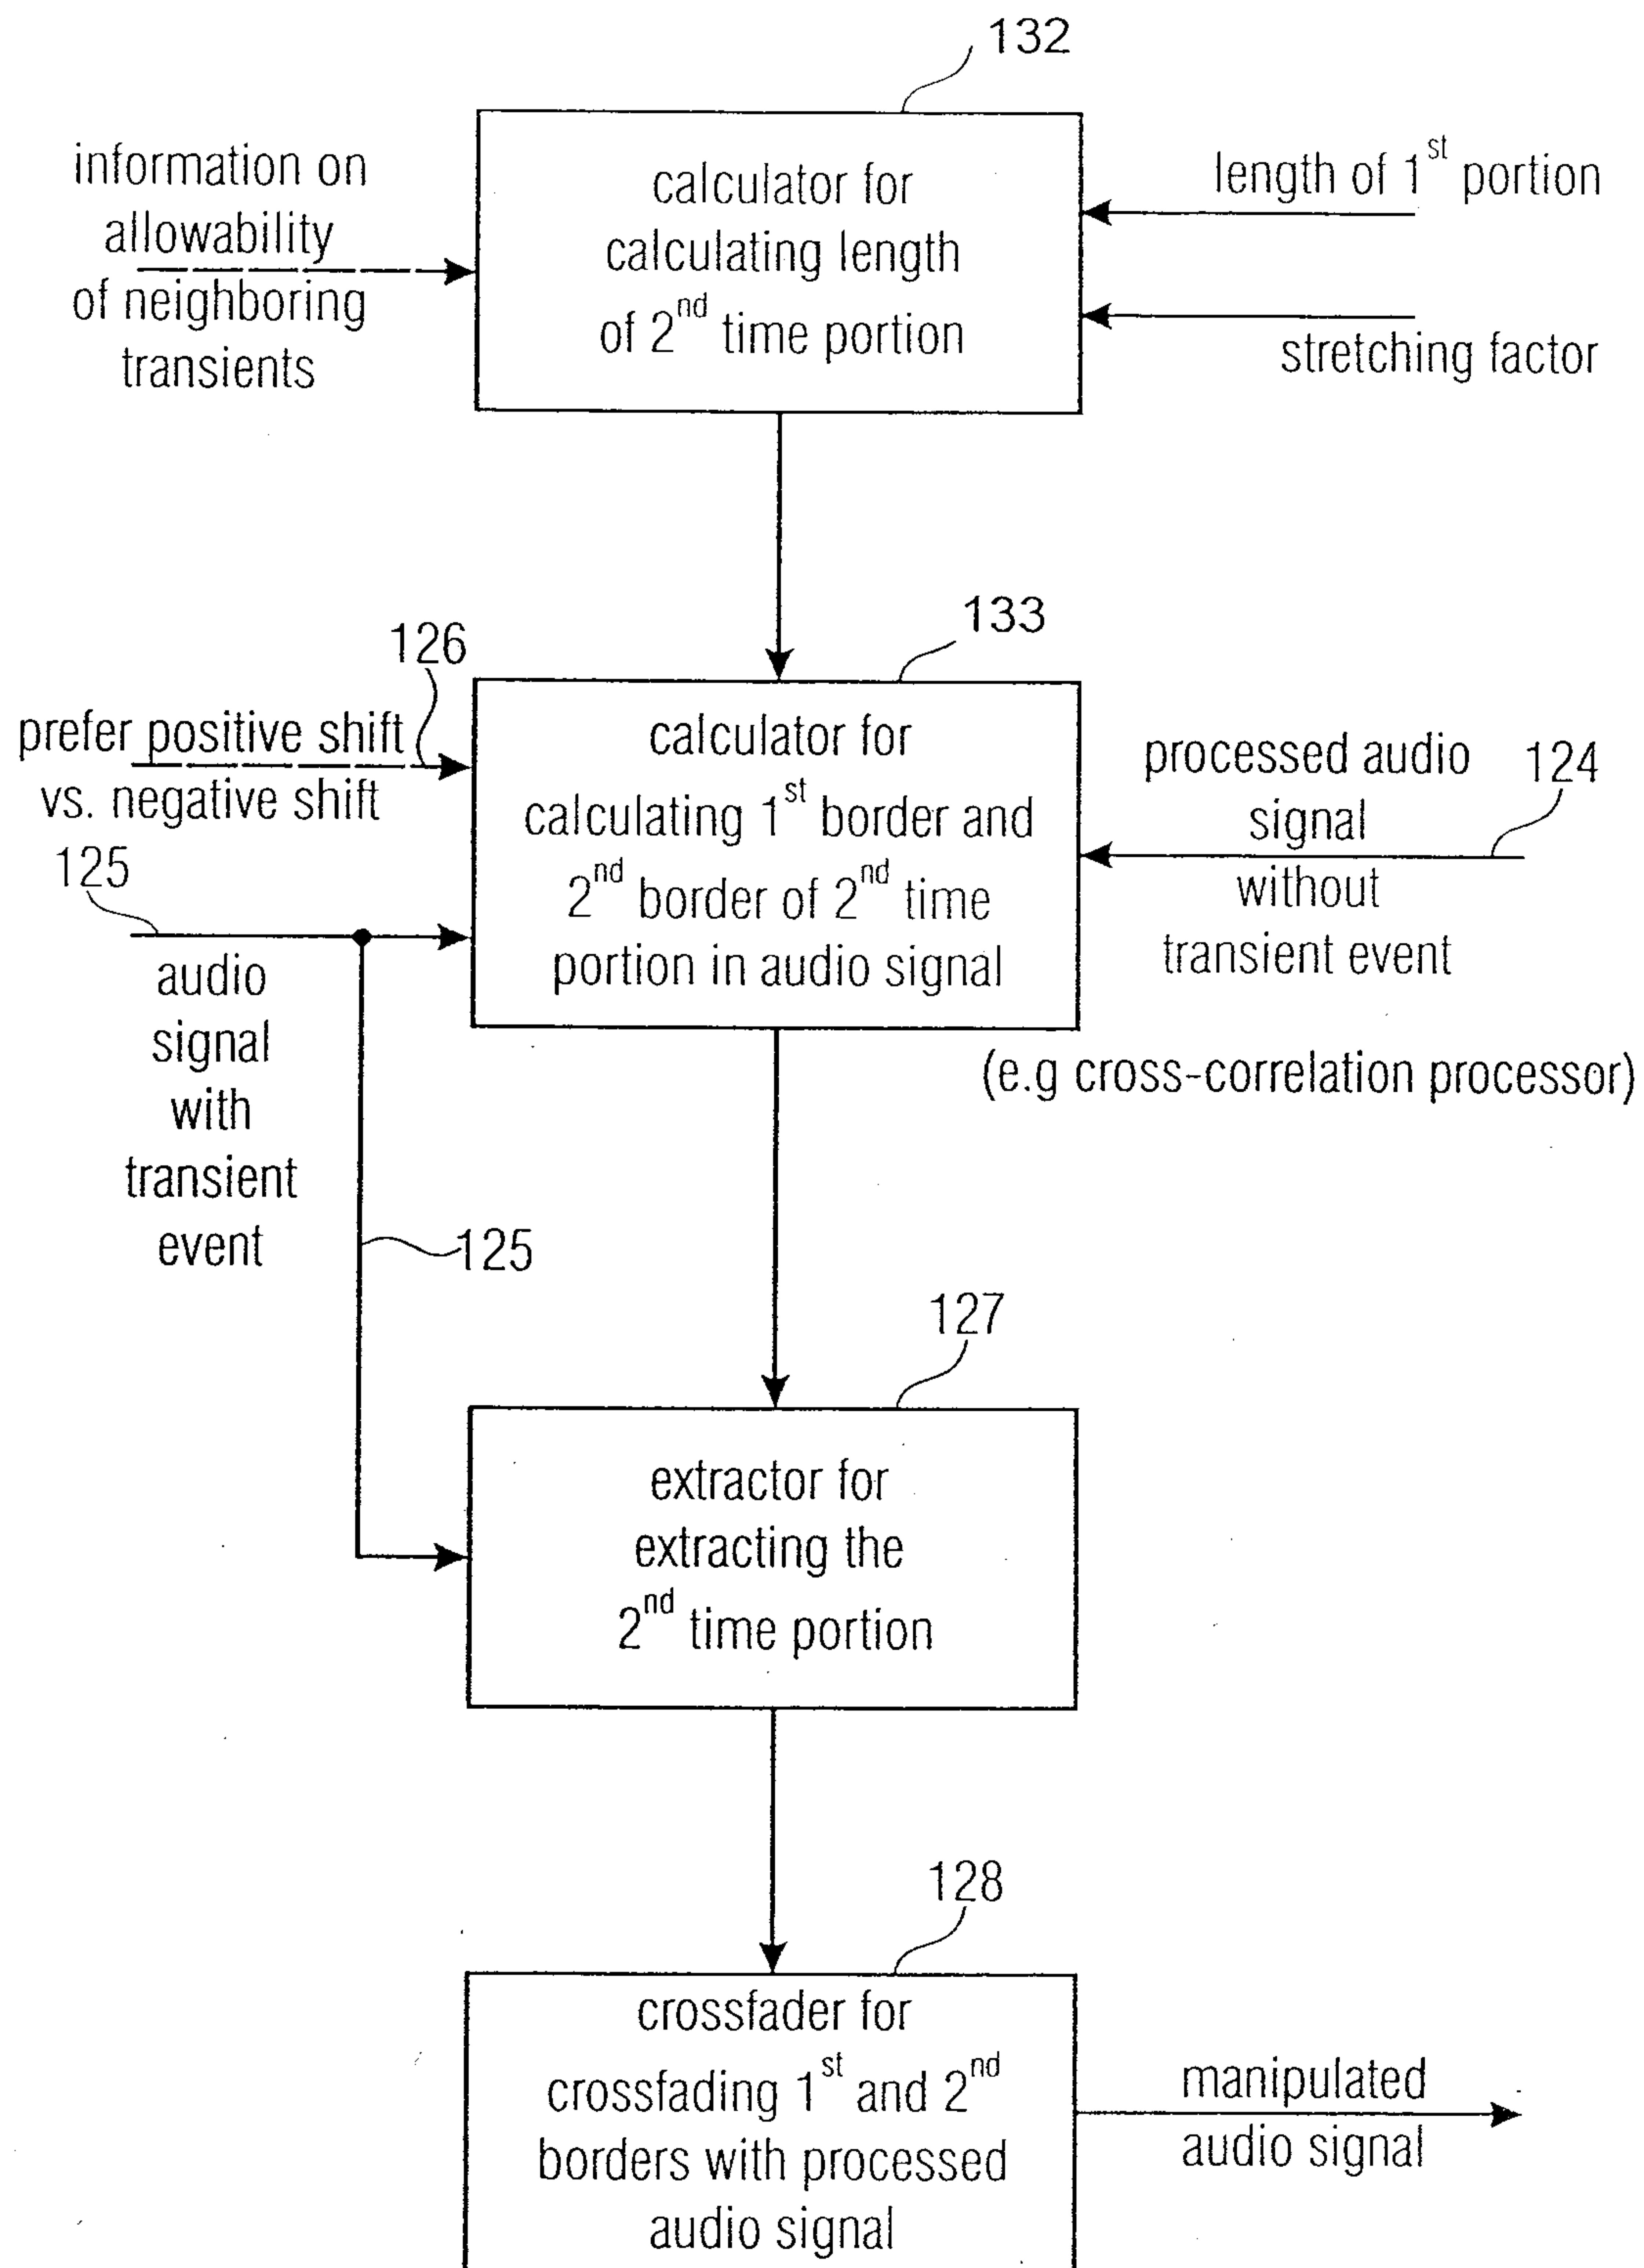 132
information on
allowability
of neighboring
transients
calculator for
calculating length
of 2nd time portion
length of 1st portion
stretching factor
133
126
prefer positive shift
vs. negative shift
125
audio
signal
with
transient
event
125
calculator for
calculating 1st border and
2nd border of 2nd time
portion in audio signal
processed audio
signal
without
transient event
124
(e.g cross-correlation processor)
127
extractor for
extracting the
2nd time portion
128
crossfader for
crossfading 1st and 2nd
borders with processed
audio signal
manipulated
audio signal